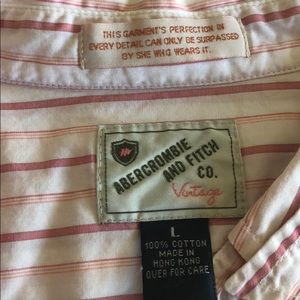 THIS GARMENT'S PERFECTION IN
EVERY DETAIL CAN ONLY BE SURPASSED
BY SHE WHO WEARS IT.
ABERCROMBIE
AND FITCH
CO.
Vintage
L
100% COTTON
MADE IN
HONG KONG
OVER FOR CARE